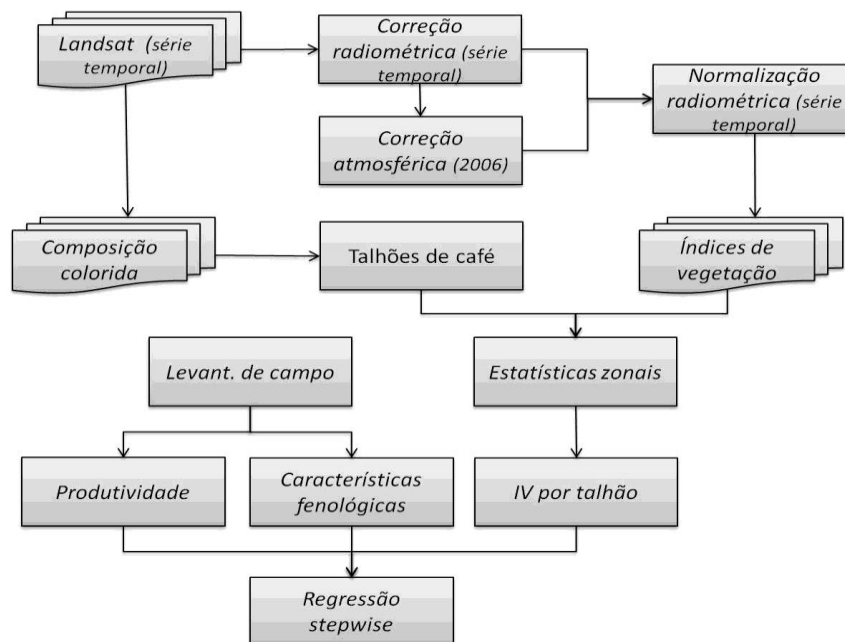 Landsat (série
temporal)
Correção
radiométrica (série
temporal)
Normalização
radiométrica (série
temporal)
Correção
atmosférica (2006)
Composição
colorida
Talhões de café
Índices de
vegetação
Levant. de campo
Estatísticas zonais
Produtividade
Características
fenológicas
IV por talhão
Regressão
stepwise